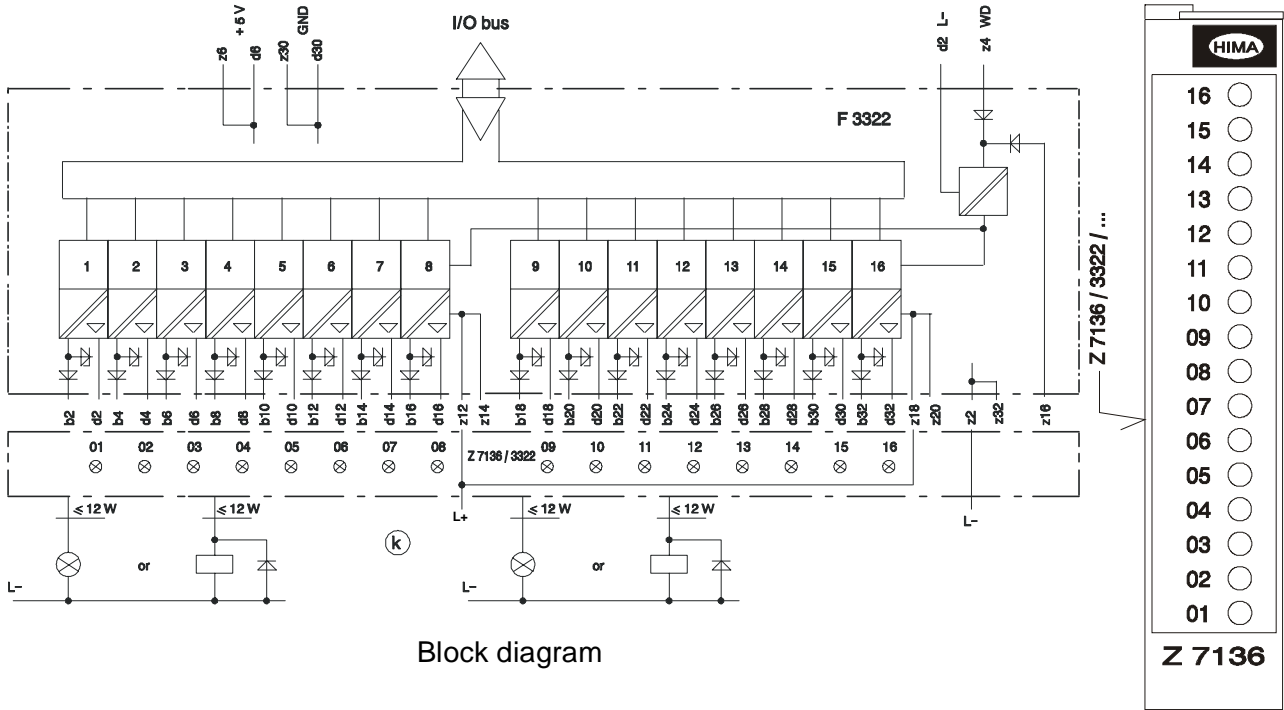 z6
+ 5 V
d6
z30
GND
d30
I/O bus
d2 L–
z4 WD
F 3322
1 2 3 4 5 6 7 8 9 10 11 12 13 14 15 16
b2 d2 b4 d4 b6 d6 b8 d8 b10 d10 b12 d12 b14 d14 b16 d16 z12 z14 b18 d18 b20 d20 b22 d22 b24 d24 b26 d26 b28 d28 b30 d30 b32 d32 z18 z20 z2 z32 z16
01 02 03 04 05 06 07 08 Z 7136 / 3322 09 10 11 12 13 14 15 16
≤ 12 W ≤ 12 W L+ ≤ 12 W ≤ 12 W L–
k
or or
L– L–
Block diagram
Z 7136 / 3322 / ...
HIMA
16
15
14
13
12
11
10
09
08
07
06
05
04
03
02
01
Z 7136